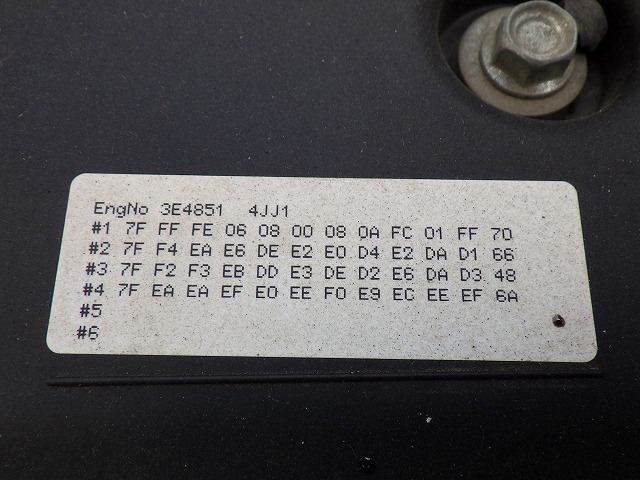 EngNo 3E4851 4JJ1
#1 7F FF FE 06 08 00 08 0A FC 01 FF 70
#2 7F F4 EA E6 DE E2 E0 D4 E2 DA D1 66
#3 7F F2 F3 EB DD E3 DE D2 E6 DA D3 48
#4 7F EA EA EF E0 EE F0 E9 EC EE EF 6A
#5
#6